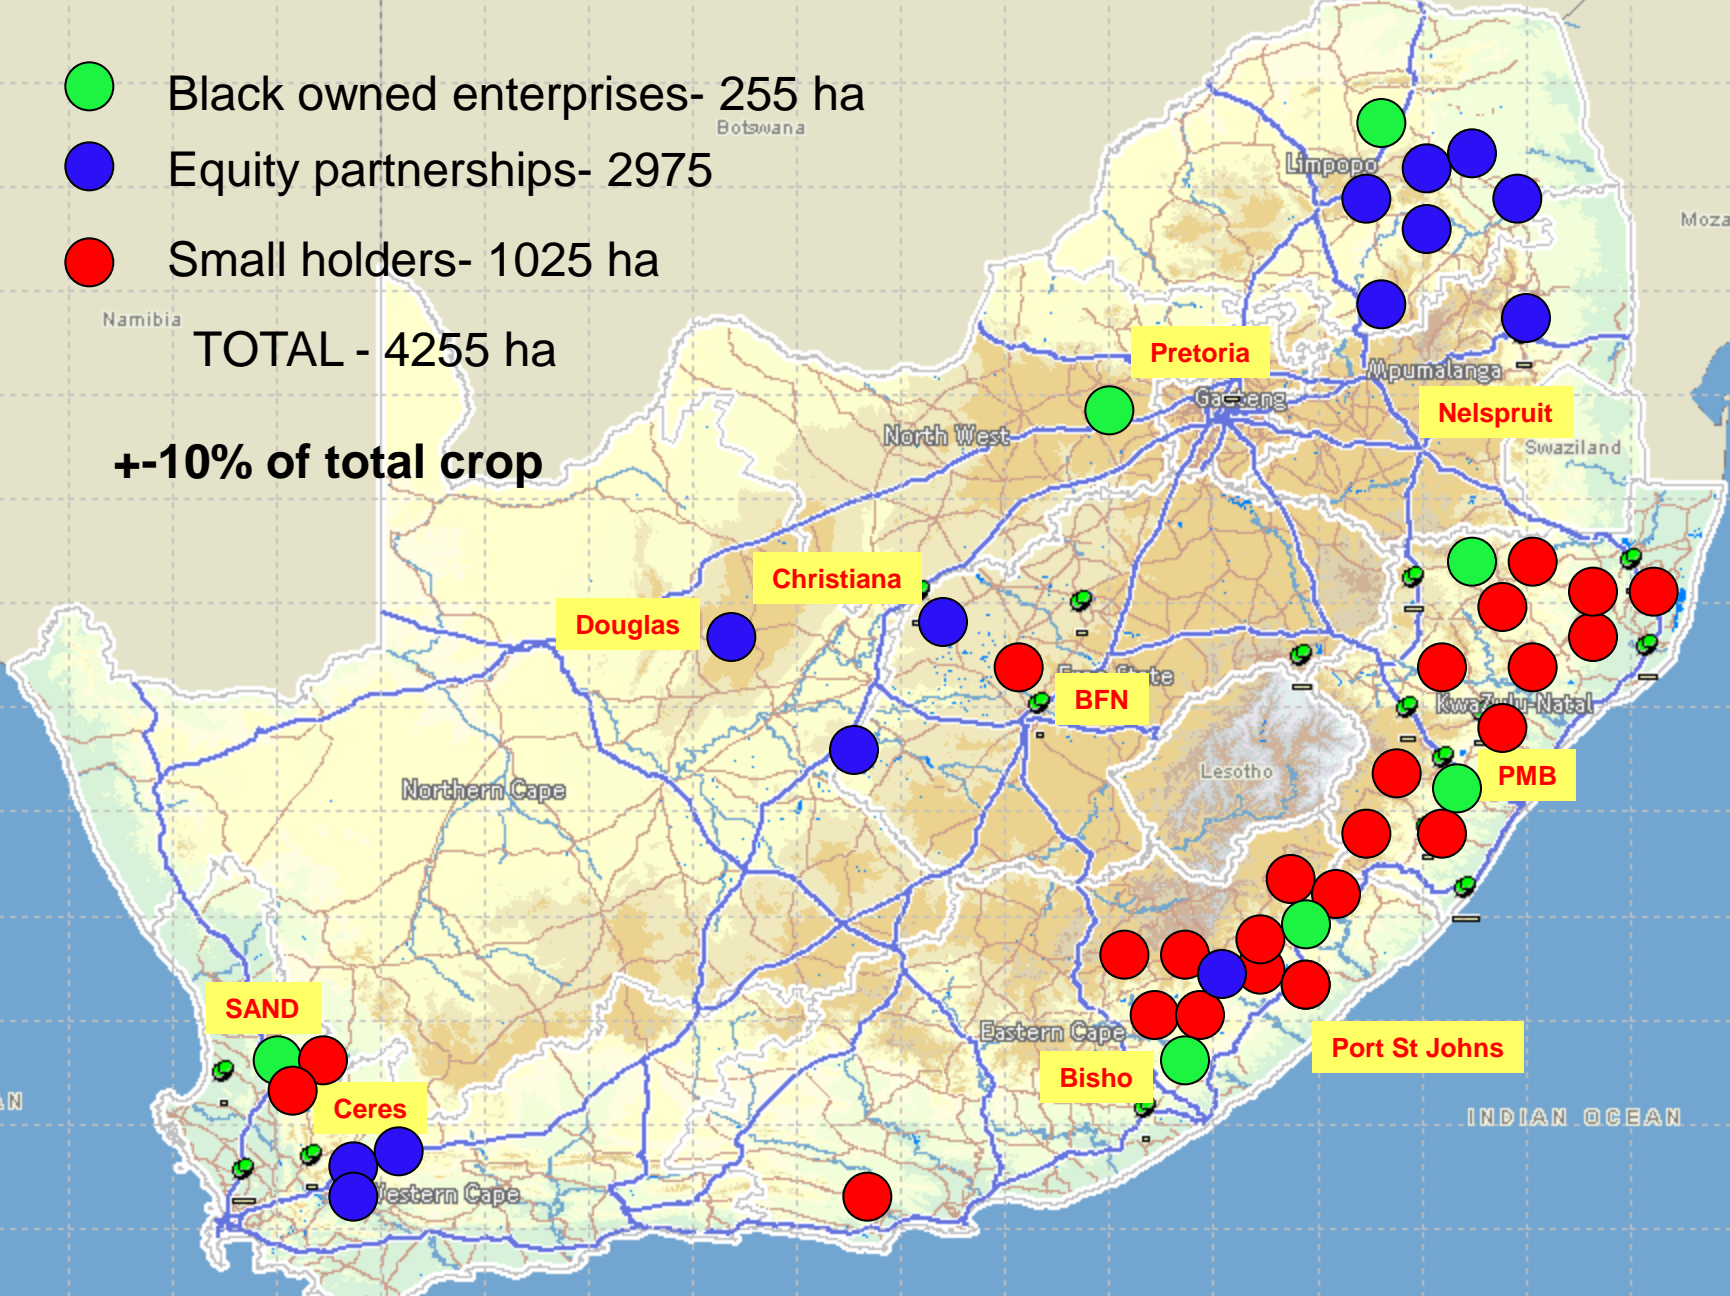 Black owned enterprises- 255 ha
Botswana
Equity partnerships- 2975
Limpopo
Small holders- 1025 ha
Namibia
TOTAL - 4255 ha
Pretoria
Mpumalanga
Nelspruit
North West
Swaziland
+-10% of total crop
Christiana
Douglas
BFN
KwaZulu-Natal
Lesotho
PMB
Northern Cape
SAND
Eastern Cape
Port St Johns
Bisho
Ceres
INDIAN OCEAN
Western Cape